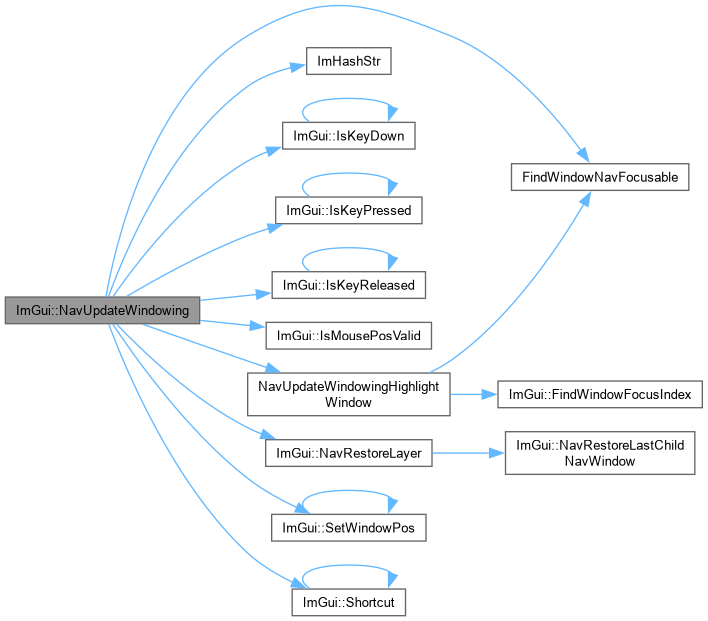 ImHashStr
ImGui::IsKeyDown
FindWindowNavFocusable
ImGui::IsKeyPressed
ImGui::IsKeyReleased
ImGui::NavUpdateWindowing
ImGui::IsMousePosValid
NavUpdateWindowingHighlight
Window
ImGui::FindWindowFocusIndex
ImGui::NavRestoreLayer
ImGui::NavRestoreLastChild
NavWindow
ImGui::SetWindowPos
ImGui::Shortcut